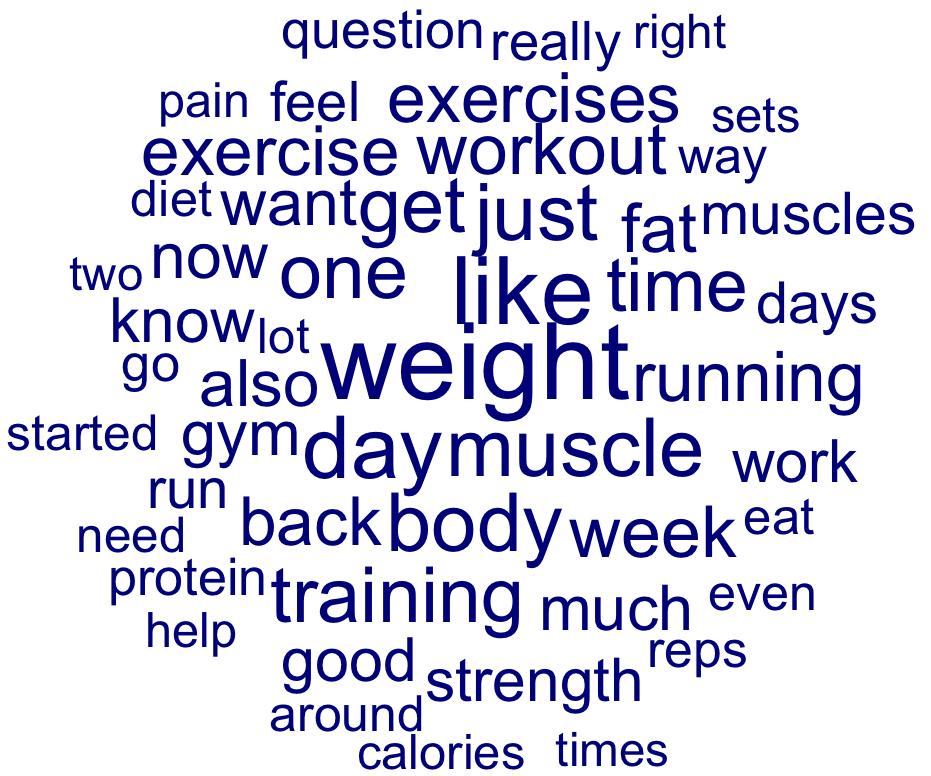 question really right
pain feel exercises sets
exercise workout way
diet want get just fat muscles
two now one like time days
know lot
go also weight running
started gym day muscle work
run back body week eat
need
protein training much even
help good strength reps
around
calories times